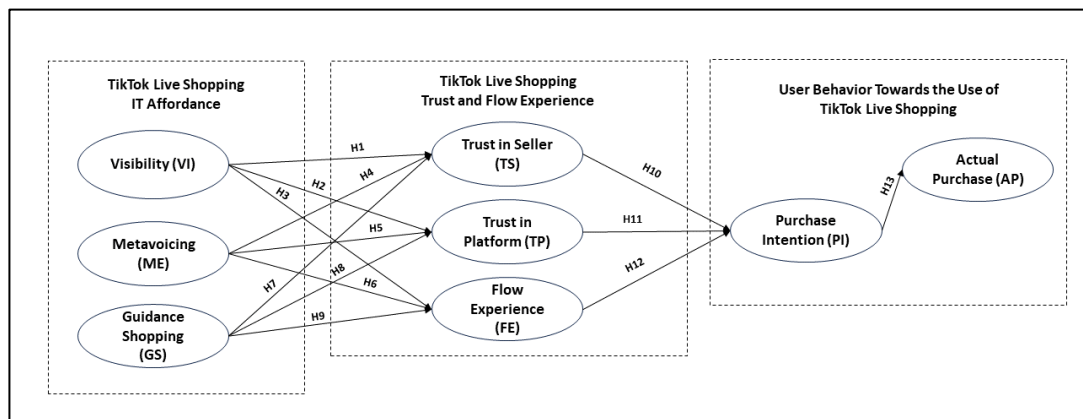 TikTok Live Shopping
IT Affordance
Visibility (VI)
Metavoicing
(ME)
Guidance
Shopping
(GS)
H1
H4
H2
H3
H5
H8
H7
H6
H9
TikTok Live Shopping
Trust and Flow Experience
Trust in Seller
(TS)
Trust in
Platform (TP)
Flow
Experience
(FE)
H10
H11
H12
User Behavior Towards the Use of
TikTok Live Shopping
Purchase
Intention (PI)
H13
Actual
Purchase (AP)